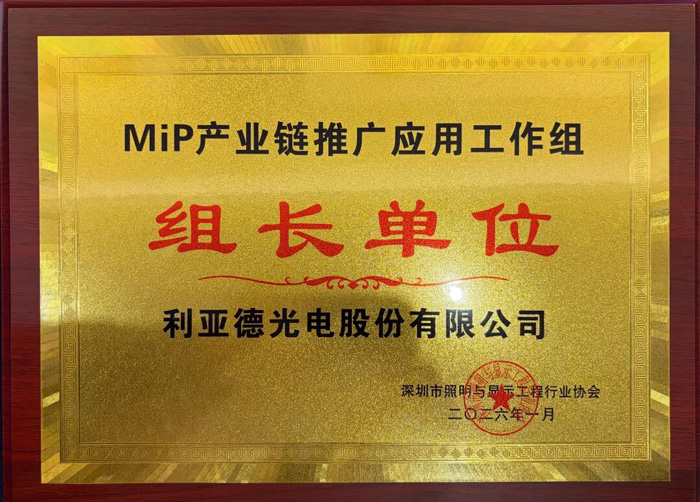 MiP产业链推广应用工作组
组长单位
利亚德光电股份有限公司
深圳市照明与显示工程行业协会
二〇二六年一月